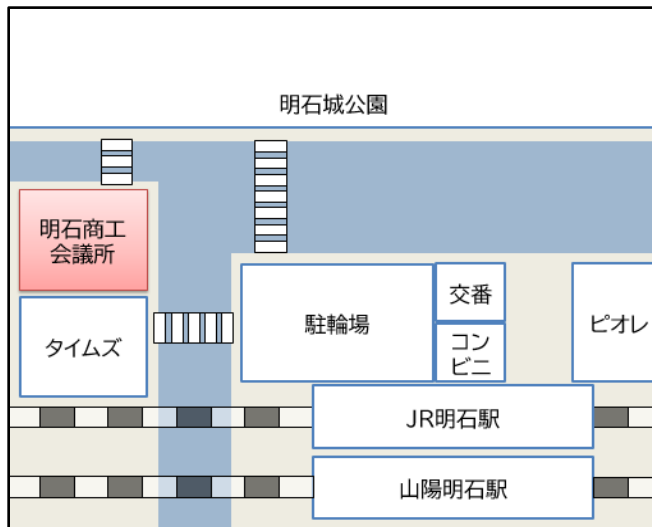 明石城公園
明石商工
会議所
タイムズ
駐輪場
交番
コン
ビニ
ピオレ
JR明石駅
山陽明石駅